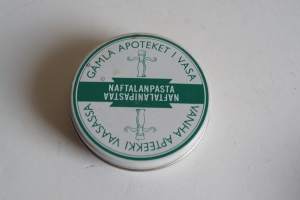 GAMLA APOTEKET I VASA
NAFTALANPASTA
NAFTALANIPASTAA
VANHA APTEEKKI VAASASSA